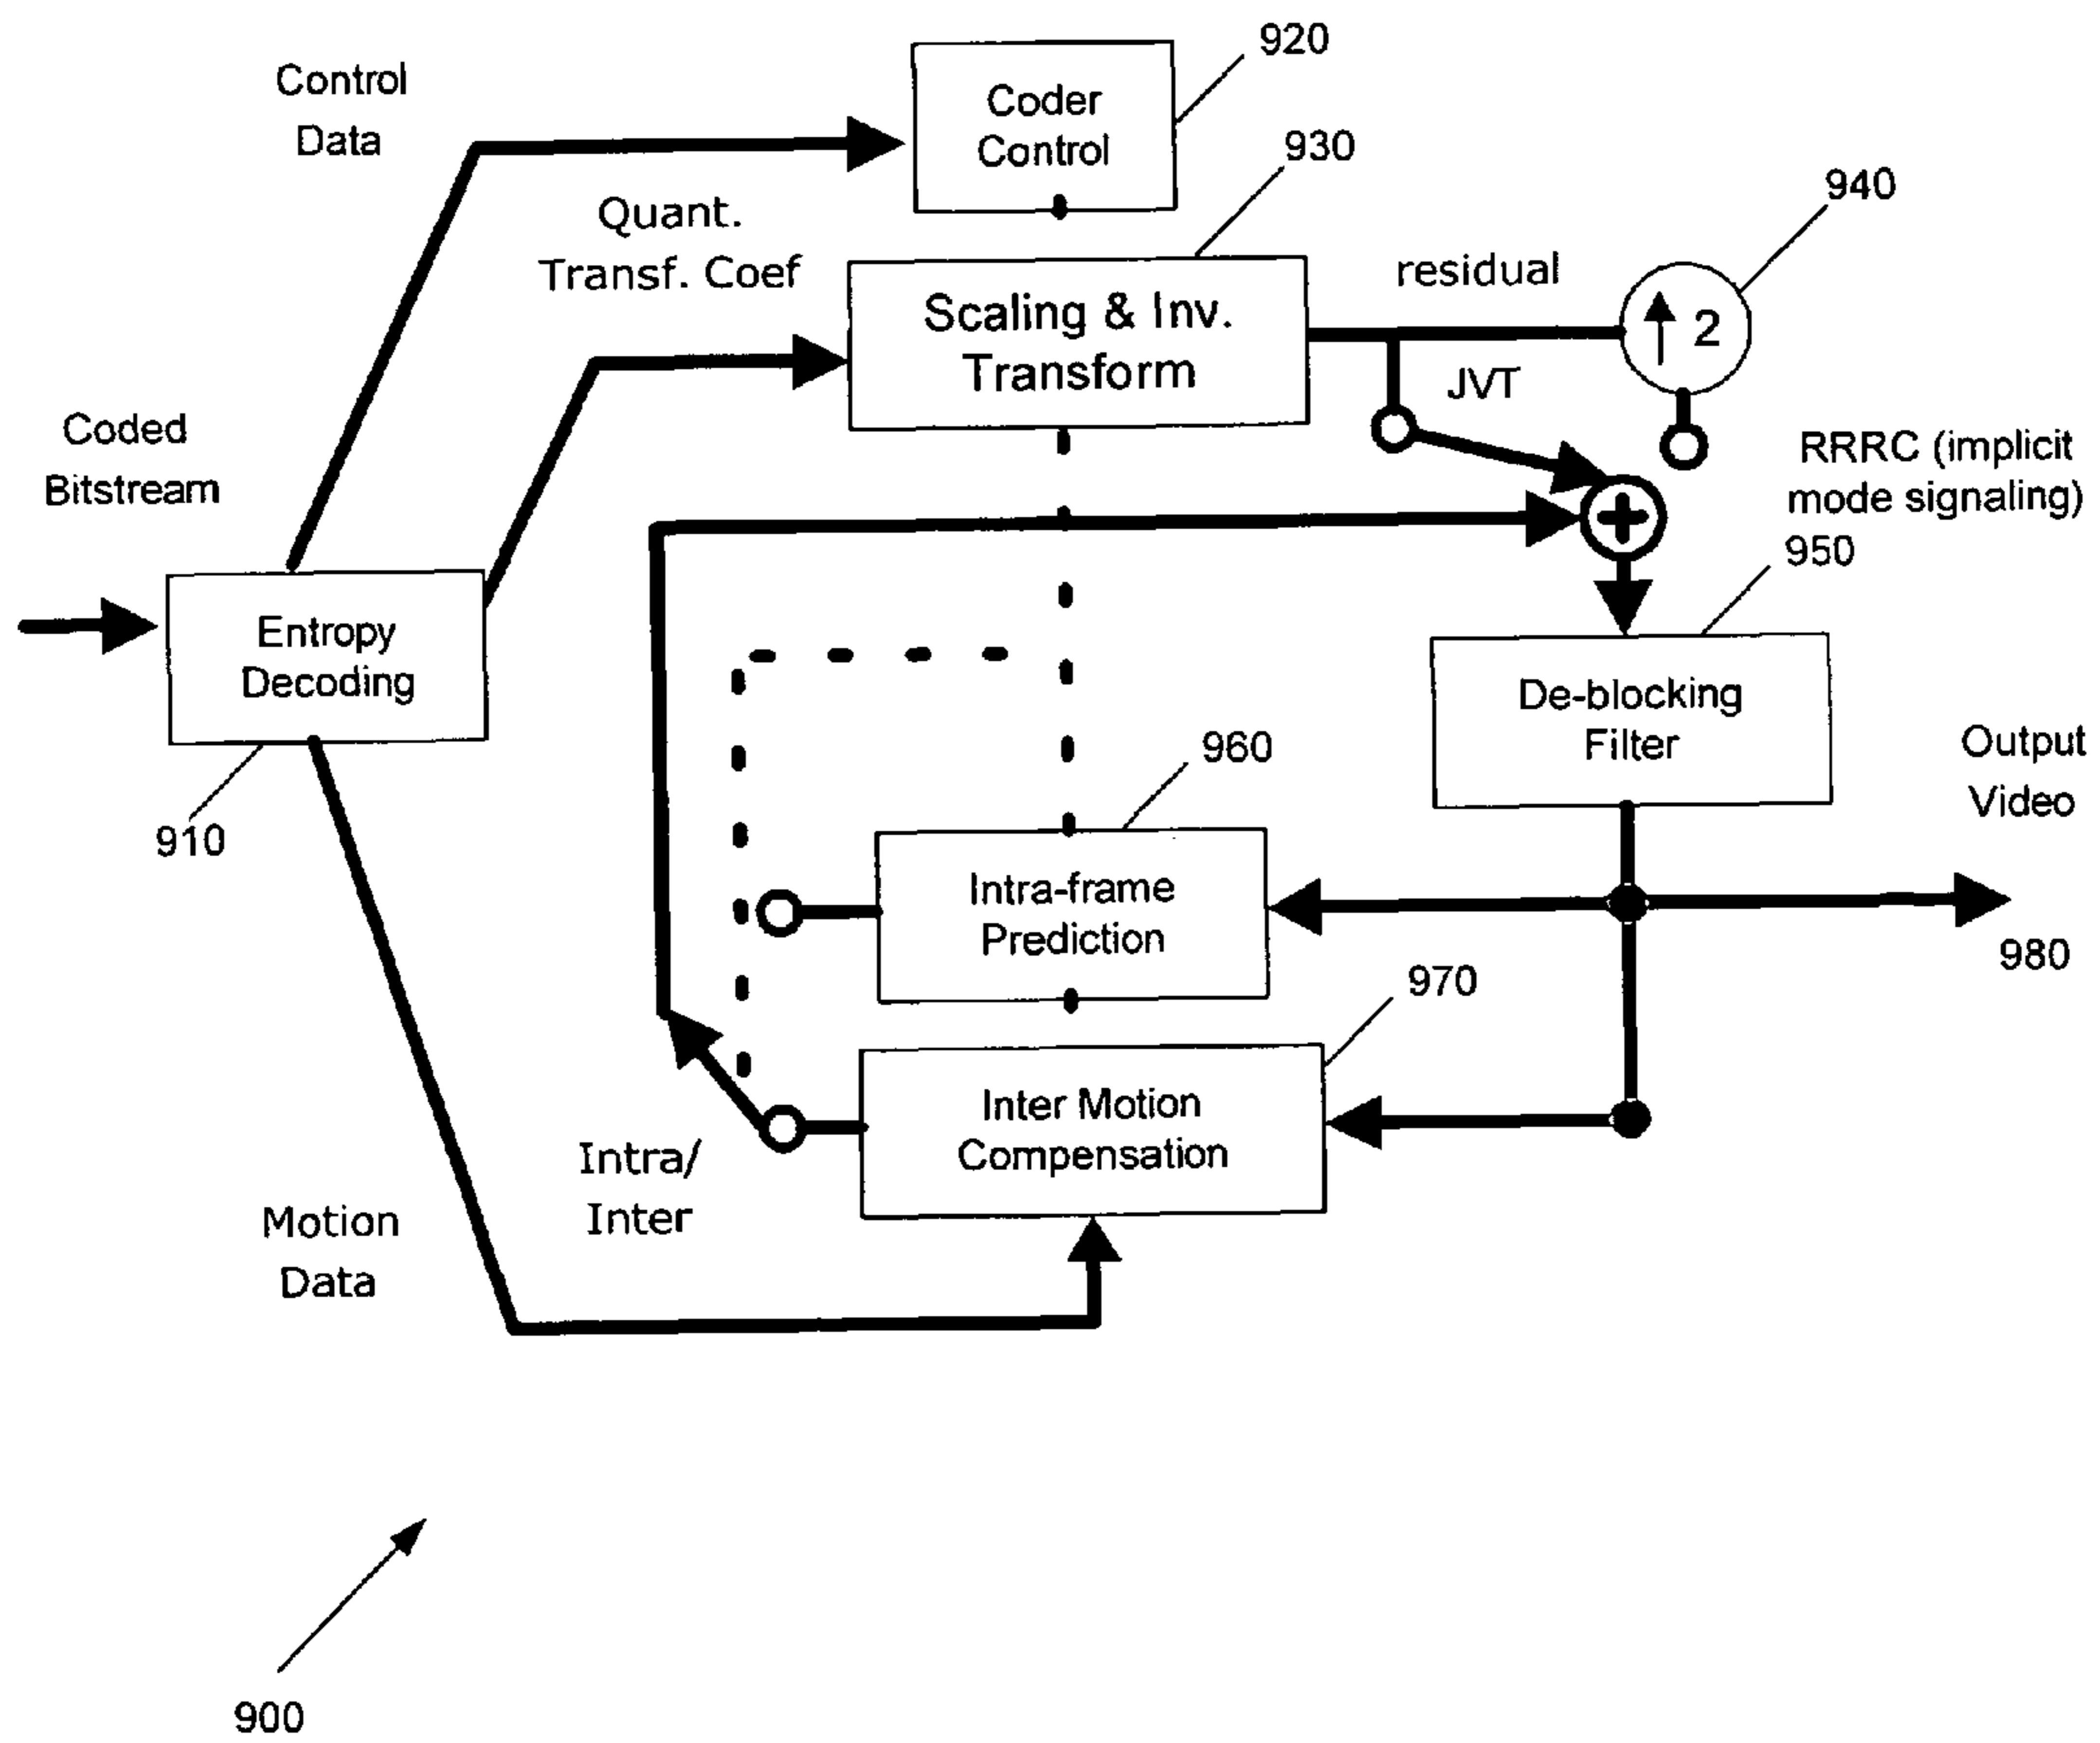 920
Control
Data
Coder
Control
930
940
Quant.
Transf. Coef
residual
Scaling & Inv.
Transform
2
JVT
Coded
Bitstream
RRRC (implicit
mode signaling)
950
Entropy
Decoding
De-blocking
Filter
Output
Video
960
910
Intra-frame
Prediction
980
970
Inter Motion
Compensation
Intra/
Inter
Motion
Data
900